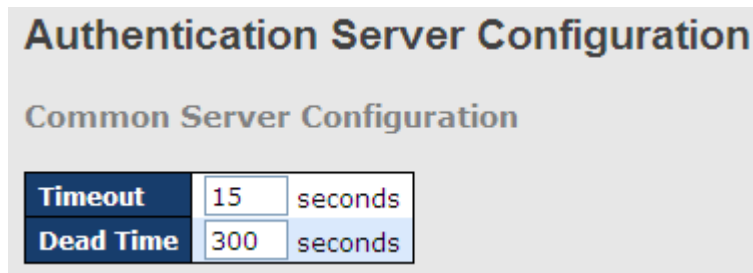 Authentication Server Configuration
Common Server Configuration
Timeout 15 seconds
Dead Time 300 seconds